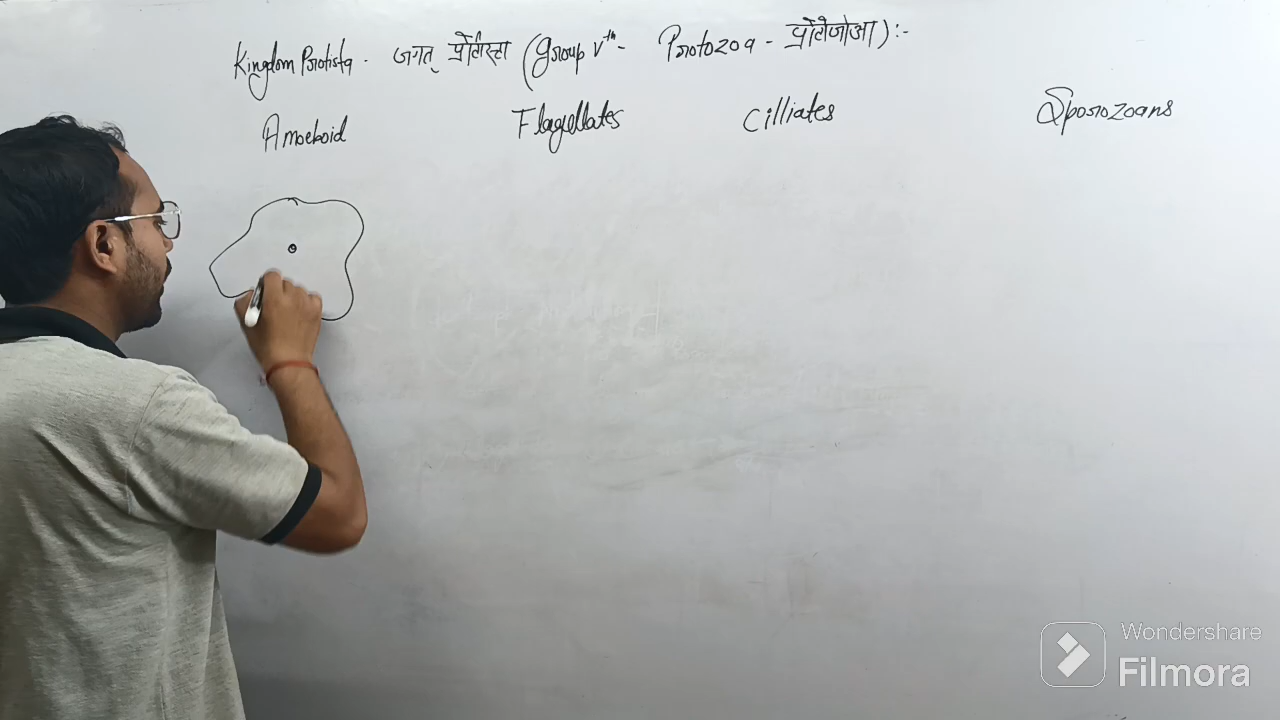 Kingdom Protista - जगत् प्रोटिस्टा (Group Vth - Protozoa - प्रोटोजोआ) :-
Amoeboid Flagellates Cilliates Sporozoans
Wondershare
Filmora